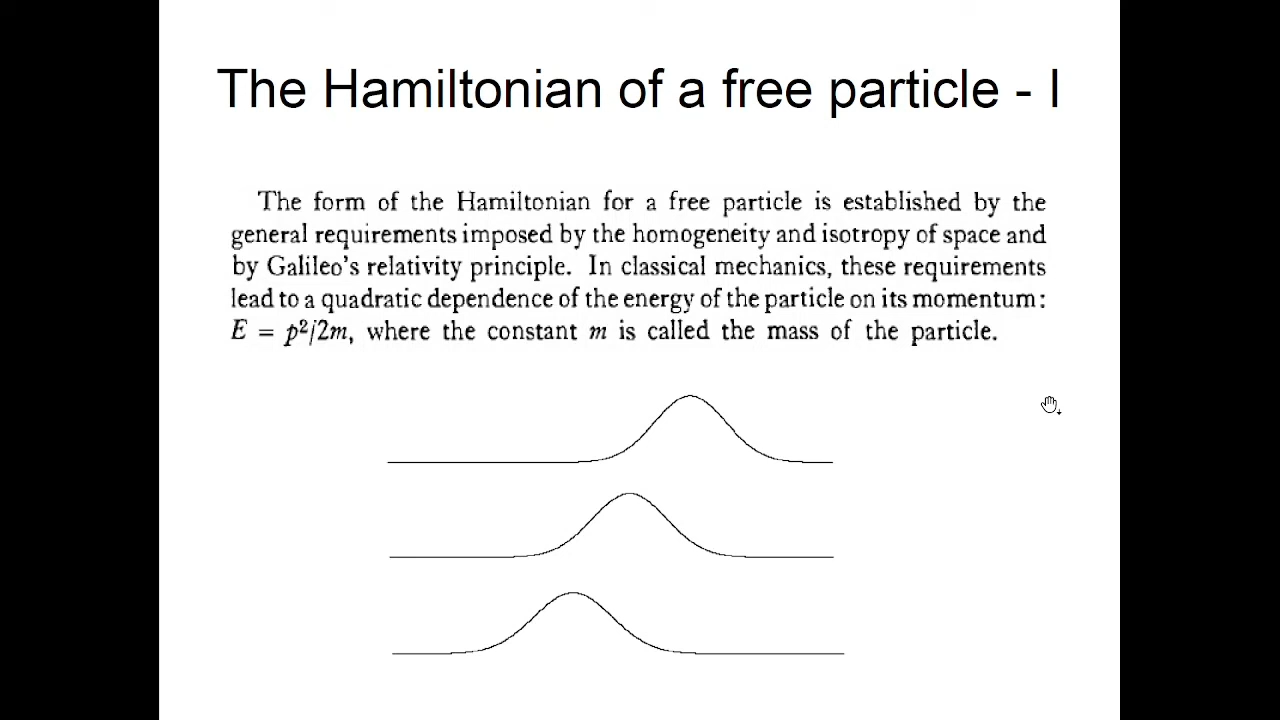 The Hamiltonian of a free particle - I
The form of the Hamiltonian for a free particle is established by the
general requirements imposed by the homogeneity and isotropy of space and
by Galileo's relativity principle. In classical mechanics, these requirements
lead to a quadratic dependence of the energy of the particle on its momentum:
E = p²/2m, where the constant m is called the mass of the particle.